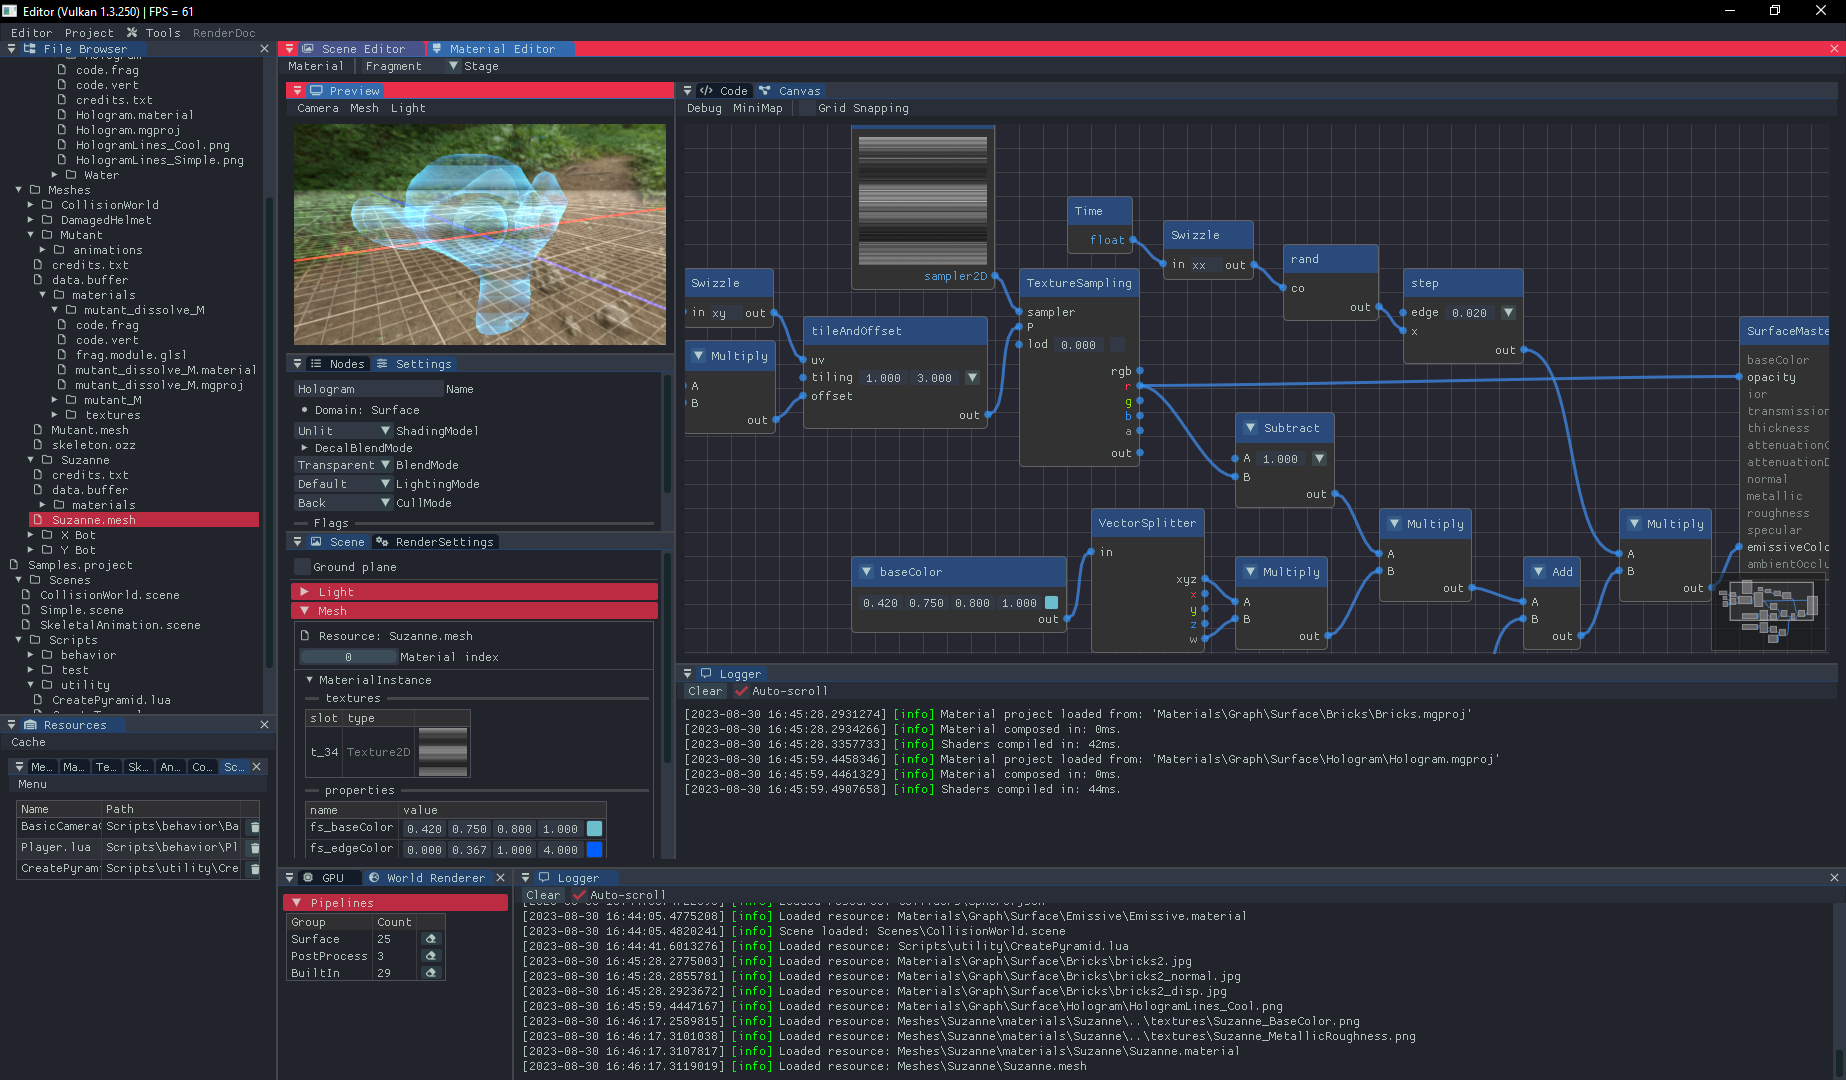 Editor (Vulkan 1.3.250) | FPS = 61
Editor Project Tools RenderDoc
File Browser
code.frag
code.vert
credits.txt
Hologram.material
Hologram.mgproj
HologramLines_Cool.png
HologramLines_Simple.png
Water
Meshes
CollisionWorld
DamagedHelmet
Mutant
animations
credits.txt
data.buffer
materials
mutant_dissolve_M
code.frag
code.vert
frag.module.glsl
mutant_dissolve_M.material
mutant_dissolve_M.mgproj
mutant_M
textures
Mutant.mesh
skeleton.ozz
Suzanne
credits.txt
data.buffer
materials
Suzanne.mesh
X Bot
Y Bot
Samples.project
Scenes
CollisionWorld.scene
Simple.scene
SkeletalAnimation.scene
Scripts
behavior
test
utility
CreatePyramid.lua
Resources
Cache
Me... Ma... Te... Sk... An... Co... Sc...
Menu
Name Path
BasicCamera Scripts\behavior\Ba
Player.lua Scripts\behavior\Pl
CreatePyram Scripts\utility\Cre
Scene Editor Material Editor
Material Fragment Stage
Preview
Camera Mesh Light
Nodes Settings
Hologram Name
Domain: Surface
Unlit ShadingModel
DecalBlendMode
Transparent BlendMode
Default LightingMode
Back CullMode
Flags
Scene RenderSettings
Ground plane
Light
Mesh
Resource: Suzanne.mesh
0 Material index
MaterialInstance
textures
slot type
t_34 Texture2D
properties
name value
fs_baseColor 0.420 0.750 0.800 1.000
fs_edgeColor 0.000 0.367 1.000 4.000
Code Canvas
Debug MiniMap Grid Snapping
sampler2D
Swizzle
in xy out
Multiply
A
B
out
tileAndOffset
uv
tiling 1.000 3.000
offset
out
TextureSampling
sampler
P
lod 0.000
rgb
r
g
b
a
out
Time
float
Swizzle
in xx out
rand
co
out
step
edge 0.020
x
out
Subtract
A 1.000
B
out
baseColor
0.420 0.750 0.800 1.000
out
VectorSplitter
in
xyz
x
y
z
w
Multiply
A
B
out
Multiply
A
B
out
Add
A
B
out
Multiply
A
B
out
SurfaceMaste
baseColor
opacity
ior
transmission
thickness
attenuationC
attenuationD
normal
metallic
roughness
specular
emissiveColo
ambientOcclu
Logger
Clear Auto-scroll
[2023-08-30 16:45:28.2931274] [info] Material project loaded from: 'Materials\Graph\Surface\Bricks\Bricks.mgproj'
[2023-08-30 16:45:28.2934266] [info] Material composed in: 0ms.
[2023-08-30 16:45:28.3357733] [info] Shaders compiled in: 42ms.
[2023-08-30 16:45:59.4458346] [info] Material project loaded from: 'Materials\Graph\Surface\Hologram\Hologram.mgproj'
[2023-08-30 16:45:59.4461329] [info] Material composed in: 0ms.
[2023-08-30 16:45:59.4907658] [info] Shaders compiled in: 44ms.
GPU World Renderer
Pipelines
Group Count
Surface 25
PostProcess 3
BuiltIn 29
Logger
Clear Auto-scroll
[2023-08-30 16:44:05.4775208] [info] Loaded resource: Materials\Graph\Surface\Emissive\Emissive.material
[2023-08-30 16:44:05.4820241] [info] Scene loaded: Scenes\CollisionWorld.scene
[2023-08-30 16:44:41.6013276] [info] Loaded resource: Scripts\utility\CreatePyramid.lua
[2023-08-30 16:45:28.2775003] [info] Loaded resource: Materials\Graph\Surface\Bricks\bricks2.jpg
[2023-08-30 16:45:28.2855781] [info] Loaded resource: Materials\Graph\Surface\Bricks\bricks2_normal.jpg
[2023-08-30 16:45:28.2923672] [info] Loaded resource: Materials\Graph\Surface\Bricks\bricks2_disp.jpg
[2023-08-30 16:45:59.4447167] [info] Loaded resource: Materials\Graph\Surface\Hologram\HologramLines_Cool.png
[2023-08-30 16:46:17.2589815] [info] Loaded resource: Meshes\Suzanne\materials\Suzanne\..\textures\Suzanne_BaseColor.png
[2023-08-30 16:46:17.3101038] [info] Loaded resource: Meshes\Suzanne\materials\Suzanne\..\textures\Suzanne_MetallicRoughness.png
[2023-08-30 16:46:17.3107817] [info] Loaded resource: Meshes\Suzanne\materials\Suzanne\Suzanne.material
[2023-08-30 16:46:17.3119019] [info] Loaded resource: Meshes\Suzanne\Suzanne.mesh